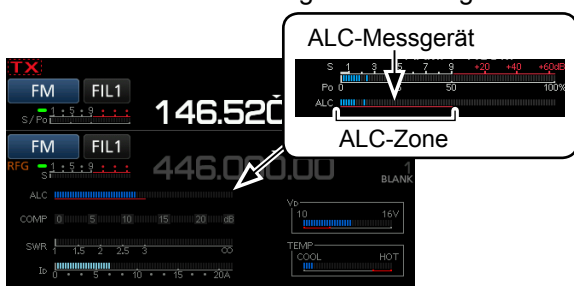 ALC-Messgerät
S 1 3 5 7 9 +20 +40 +60dB
Po 0 50 100%
ALC
ALC-Zone
TX
FM FIL1
S/Po 1 • 5 • 9
146.520
FM FIL1
RFG
S 1 • 5 • 9
446.000.00
1
BLANK
ALC
COMP 0 5 10 15 20 dB
SWR 1 1.5 2 2.5 3 ∞
ID 0 • 5 • 10 • 15 • 20A
VD
10 16V
TEMP
COOL HOT